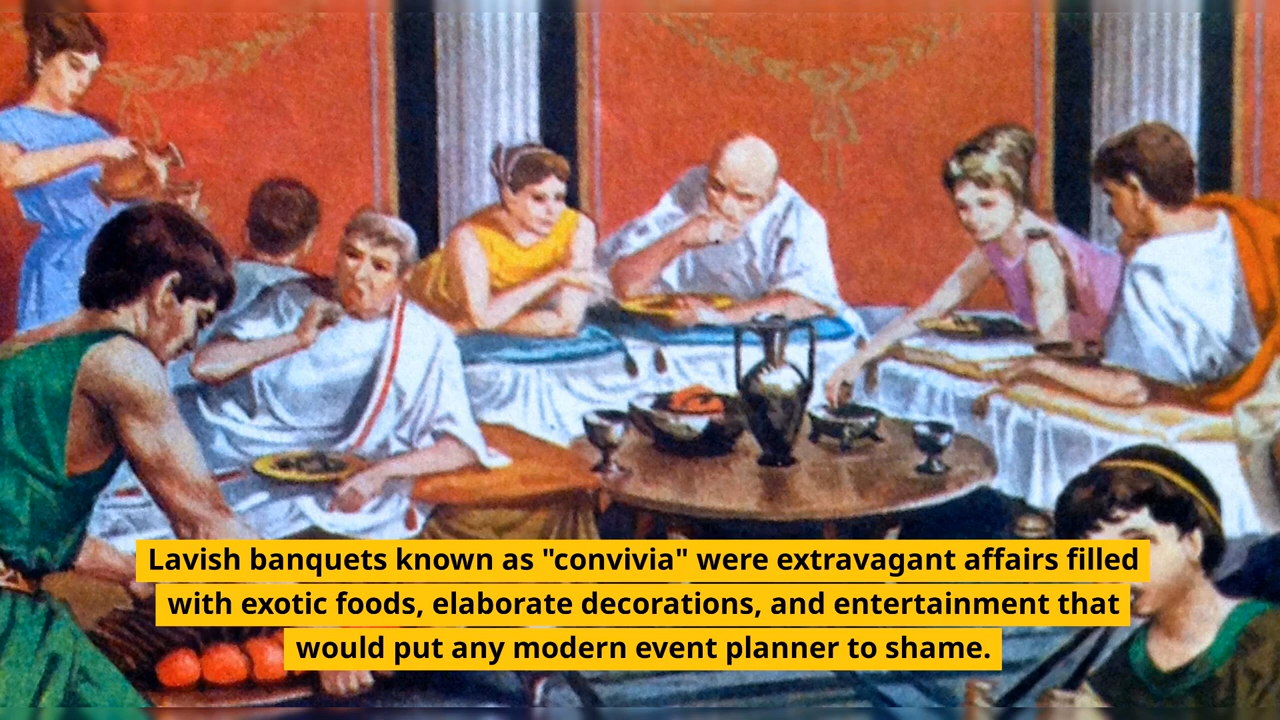 Lavish banquets known as "convivia" were extravagant affairs filled
with exotic foods, elaborate decorations, and entertainment that
would put any modern event planner to shame.